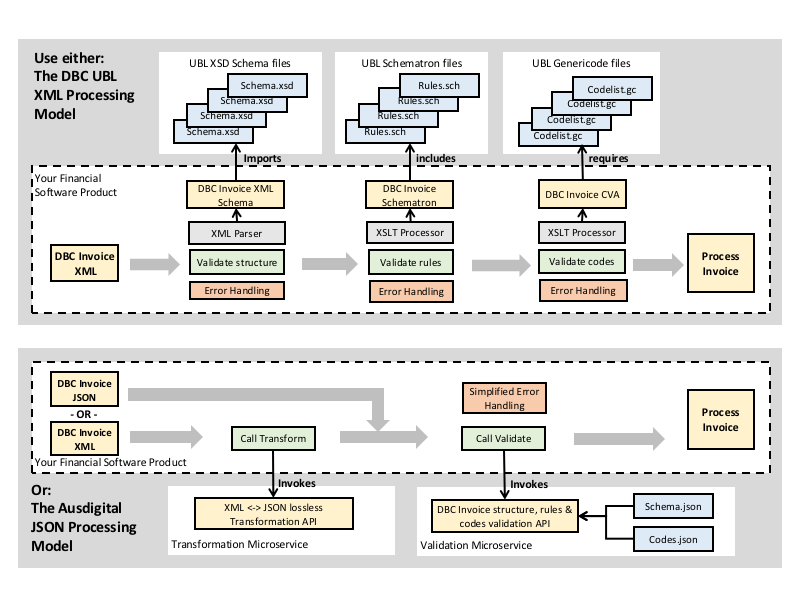 Use either:
The DBC UBL
XML Processing
Model
UBL XSD Schema files
Schema.xsd
Schema.xsd
Schema.xsd
Schema.xsd
UBL Schematron files
Rules.sch
Rules.sch
Rules.sch
Rules.sch
UBL Genericode files
Codelist.gc
Codelist.gc
Codelist.gc
Codelist.gc
Imports
includes
requires
Your Financial
Software Product
DBC Invoice XML
Schema
DBC Invoice
Schematron
DBC Invoice CVA
XML Parser
XSLT Processor
XSLT Processor
DBC Invoice
XML
Validate structure
Validate rules
Validate codes
Process
Invoice
Error Handling
Error Handling
Error Handling
DBC Invoice
JSON
- OR -
DBC Invoice
XML
Your Financial Software Product
Call Transform
Simplified Error
Handling
Call Validate
Process
Invoice
Invokes
Invokes
Or:
The Ausdigital
JSON Processing
Model
XML <-> JSON lossless
Transformation API
Transformation Microservice
DBC Invoice structure, rules &
codes validation API
Validation Microservice
Schema.json
Codes.json